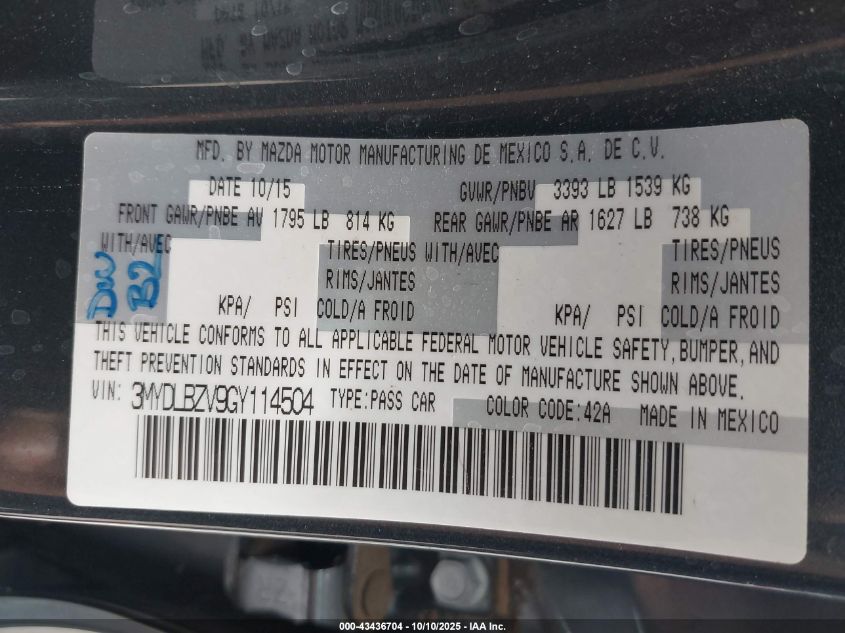 MFD. BY MAZDA MOTOR MANUFACTURING DE MEXICO S.A. DE C.V.
DATE 10/15 GVWR/PNBV 3393 LB 1539 KG
FRONT GAWR/PNBE AV 1795 LB 814 KG REAR GAWR/PNBE AR 1627 LB 738 KG
WITH/AVEC TIRES/PNEUS WITH/AVEC TIRES/PNEUS
RIMS/JANTES RIMS/JANTES
KPA/ PSI COLD/A FROID KPA/ PSI COLD/A FROID
THIS VEHICLE CONFORMS TO ALL APPLICABLE FEDERAL MOTOR VEHICLE SAFETY, BUMPER, AND
THEFT PREVENTION STANDARDS IN EFFECT ON THE DATE OF MANUFACTURE SHOWN ABOVE.
VIN: 3MYDLBZV9GY114504 TYPE:PASS CAR COLOR CODE:42A MADE IN MEXICO
000-43436704 - 10/10/2025 - IAA Inc.